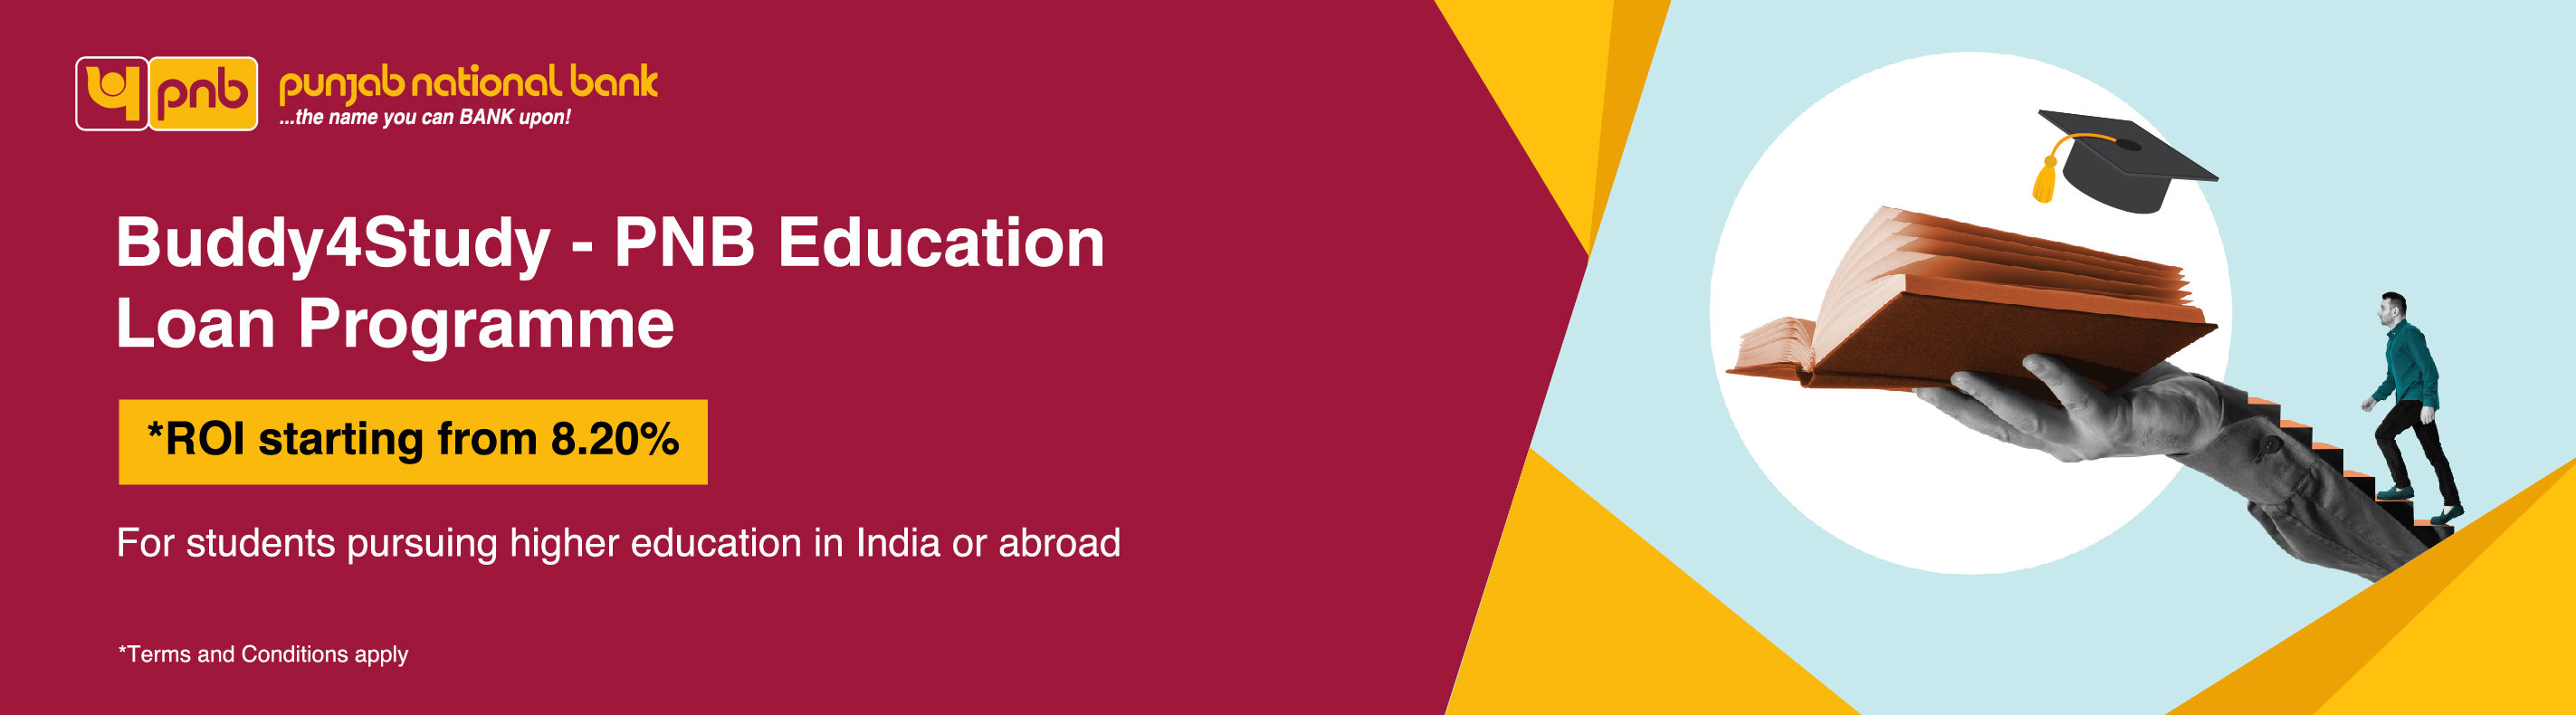 प pnb punjab national bank
...the name you can BANK upon!
Buddy4Study - PNB Education
Loan Programme
*ROI starting from 8.20%
For students pursuing higher education in India or abroad
*Terms and Conditions apply